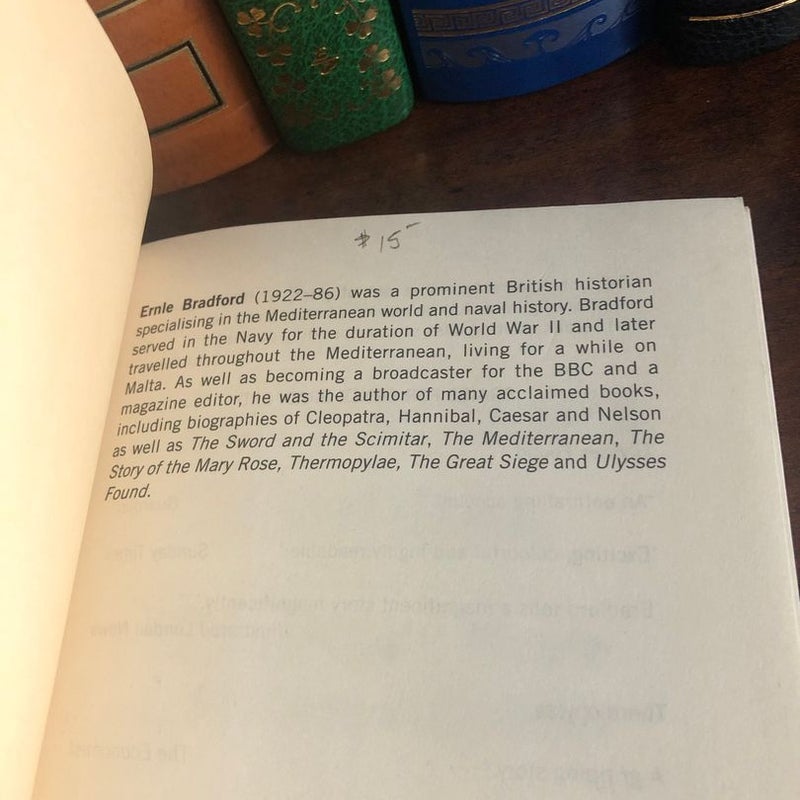 $15-
Ernle Bradford (1922–86) was a prominent British historian
specialising in the Mediterranean world and naval history. Bradford
served in the Navy for the duration of World War II and later
travelled throughout the Mediterranean, living for a while on
Malta. As well as becoming a broadcaster for the BBC and a
magazine editor, he was the author of many acclaimed books,
including biographies of Cleopatra, Hannibal, Caesar and Nelson
as well as The Sword and the Scimitar, The Mediterranean, The
Story of the Mary Rose, Thermopylae, The Great Siege and Ulysses
Found.